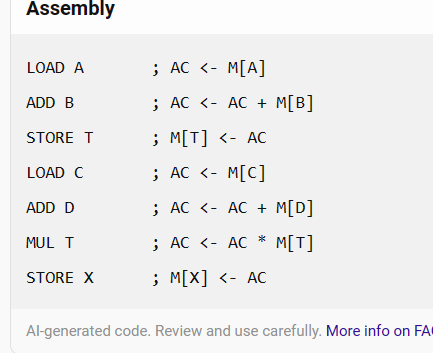 Assembly
LOAD A ; AC <- M[A]
ADD B ; AC <- AC + M[B]
STORE T ; M[T] <- AC
LOAD C ; AC <- M[C]
ADD D ; AC <- AC + M[D]
MUL T ; AC <- AC * M[T]
STORE X ; M[X] <- AC
AI-generated code. Review and use carefully. More info on FA